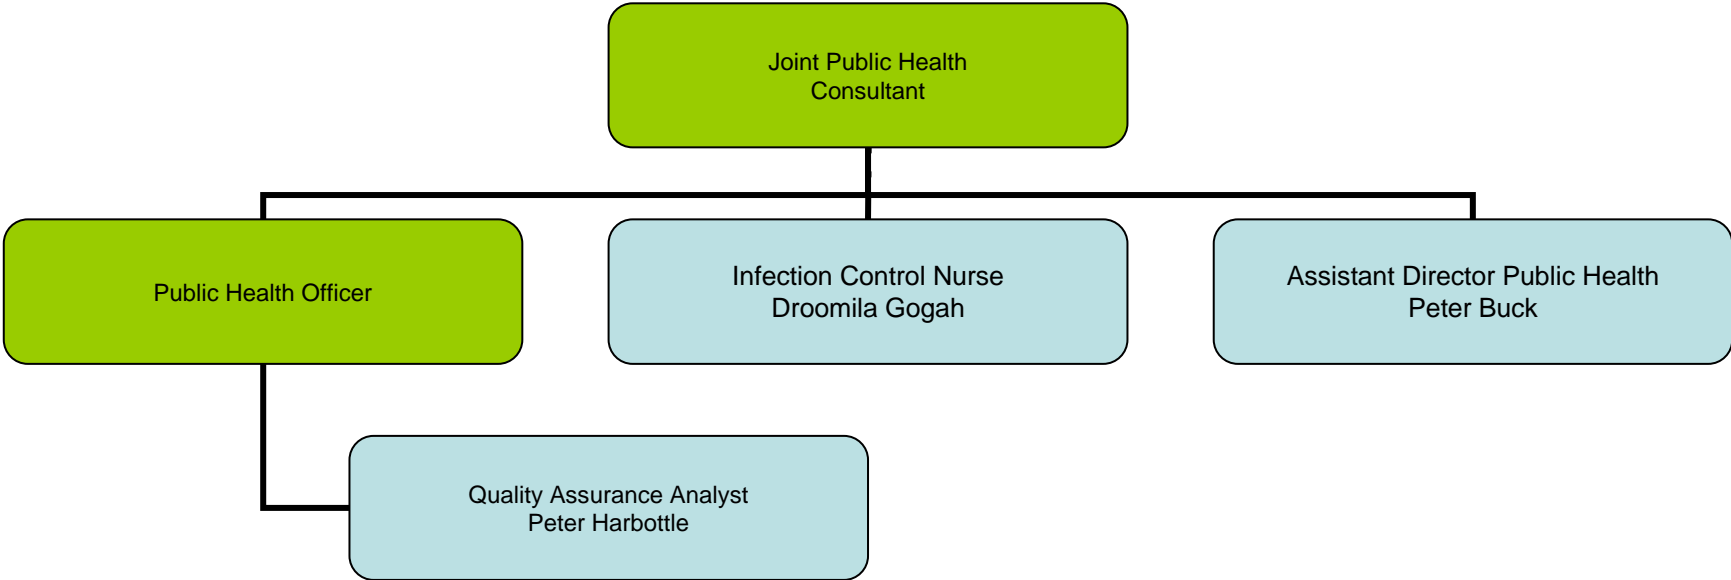 Joint Public Health
Consultant
Public Health Officer
Infection Control Nurse
Droomila Gogah
Assistant Director Public Health
Peter Buck
Quality Assurance Analyst
Peter Harbottle